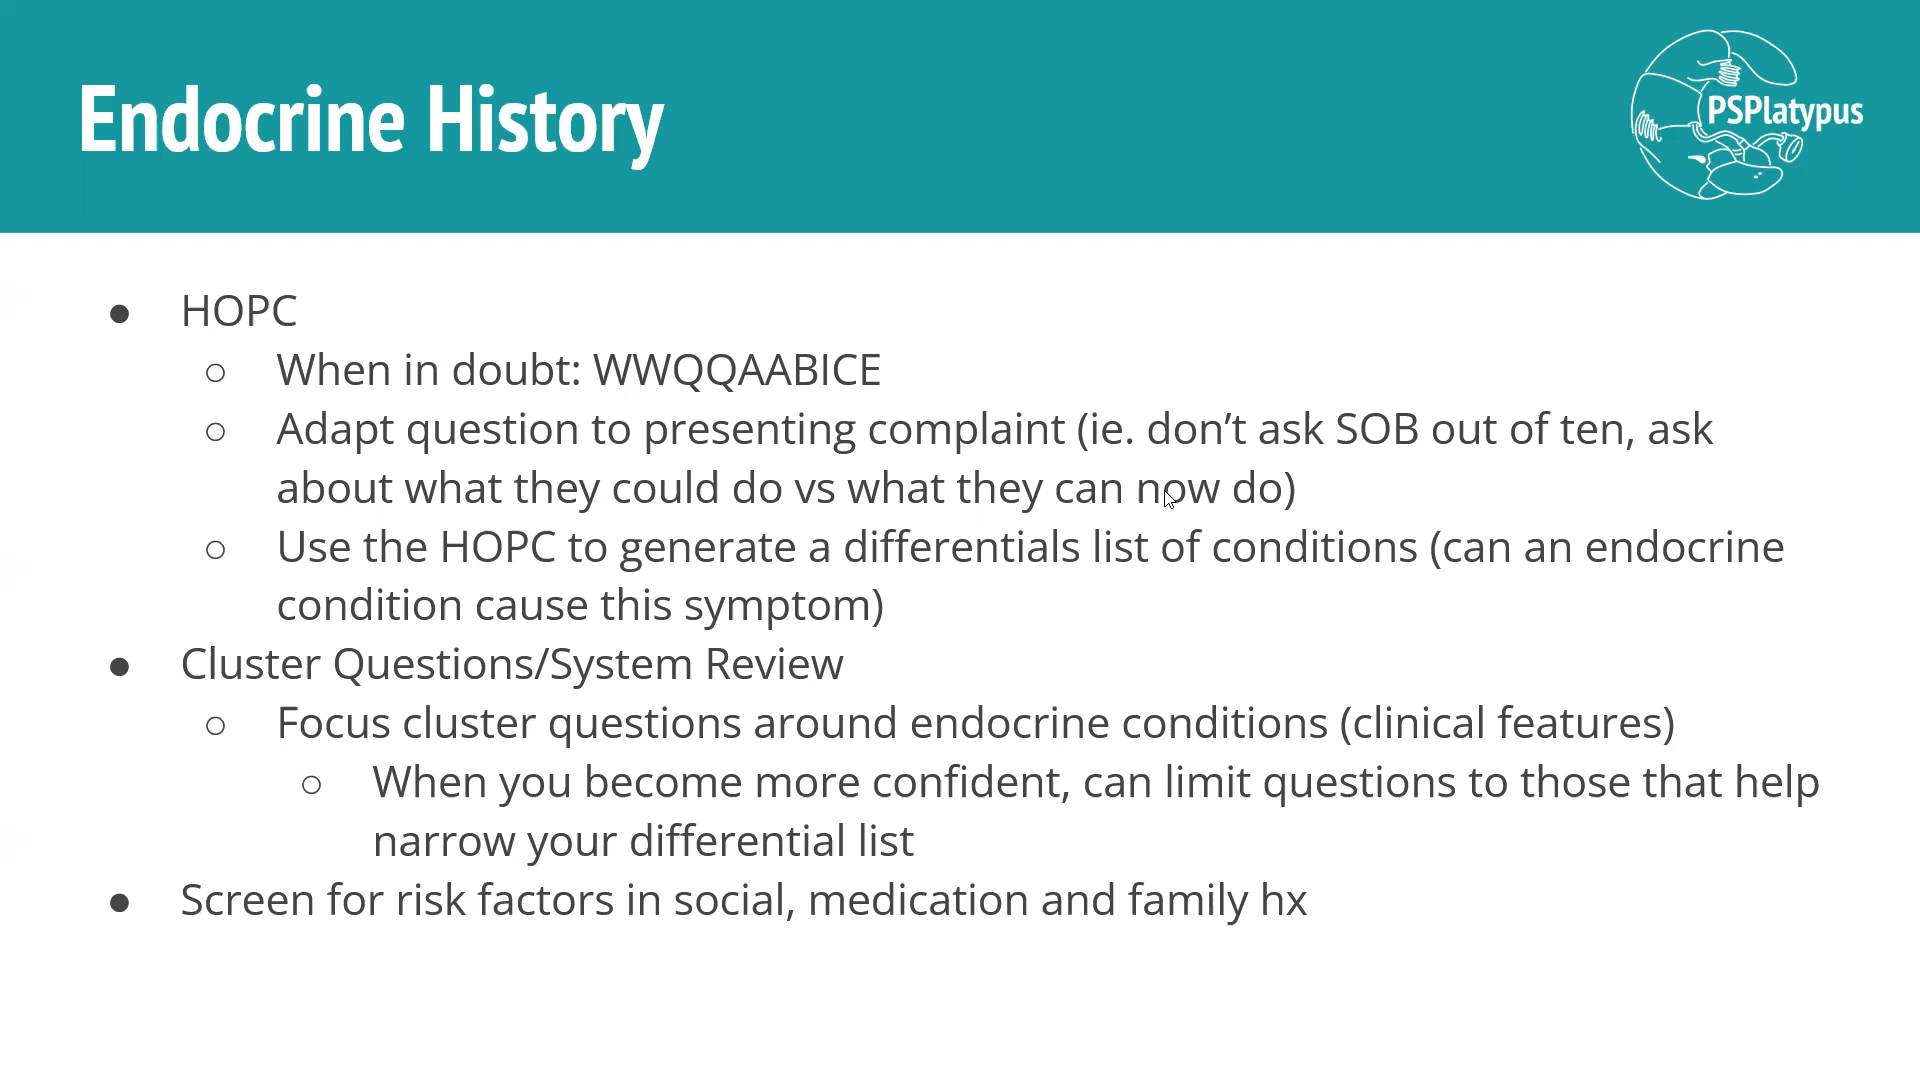 Endocrine History
PSPlatypus
● HOPC
○ When in doubt: WWQQAABICE
○ Adapt question to presenting complaint (ie. don’t ask SOB out of ten, ask
about what they could do vs what they can now do)
○ Use the HOPC to generate a differentials list of conditions (can an endocrine
condition cause this symptom)
● Cluster Questions/System Review
○ Focus cluster questions around endocrine conditions (clinical features)
○ When you become more confident, can limit questions to those that help
narrow your differential list
● Screen for risk factors in social, medication and family hx